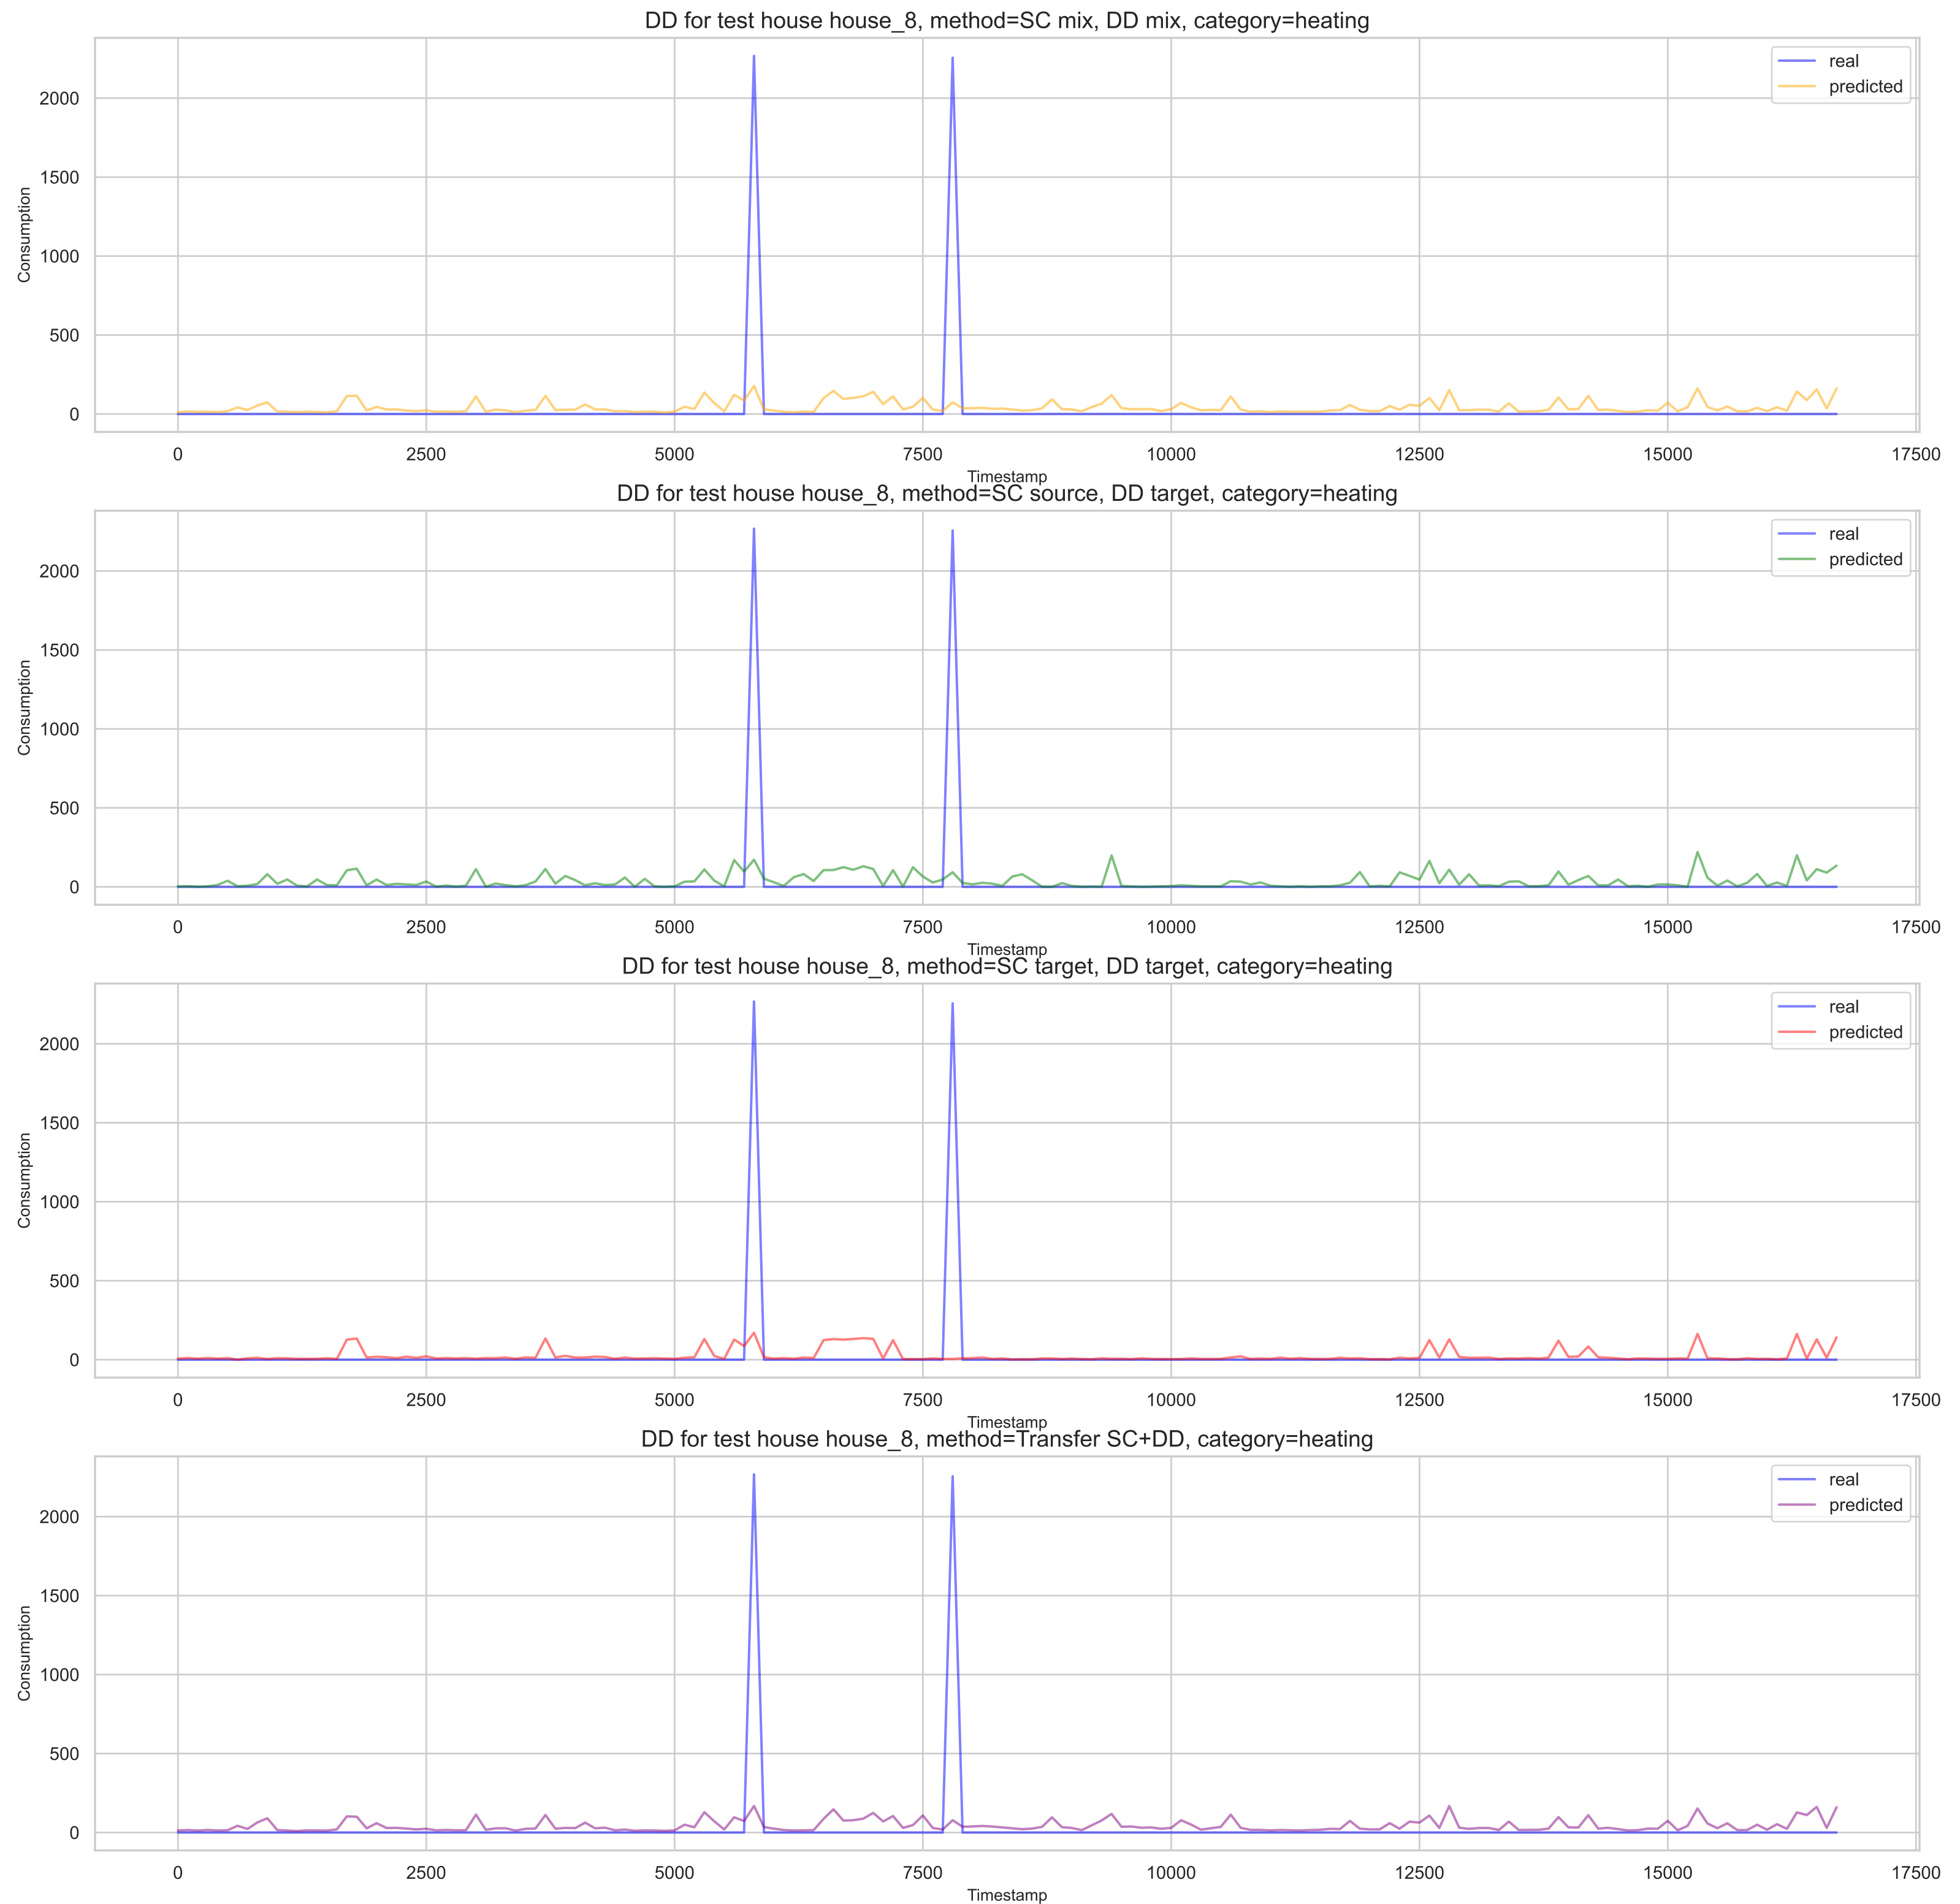 DD for test house house_8, method=SC mix, DD mix, category=heating
real
predicted
2000
1500
1000
500
0
Consumption
0 2500 5000 7500 10000 12500 15000 17500
Timestamp
DD for test house house_8, method=SC source, DD target, category=heating
real
predicted
2000
1500
1000
500
0
Consumption
0 2500 5000 7500 10000 12500 15000 17500
Timestamp
DD for test house house_8, method=SC target, DD target, category=heating
real
predicted
2000
1500
1000
500
0
Consumption
0 2500 5000 7500 10000 12500 15000 17500
Timestamp
DD for test house house_8, method=Transfer SC+DD, category=heating
real
predicted
2000
1500
1000
500
0
Consumption
0 2500 5000 7500 10000 12500 15000 17500
Timestamp